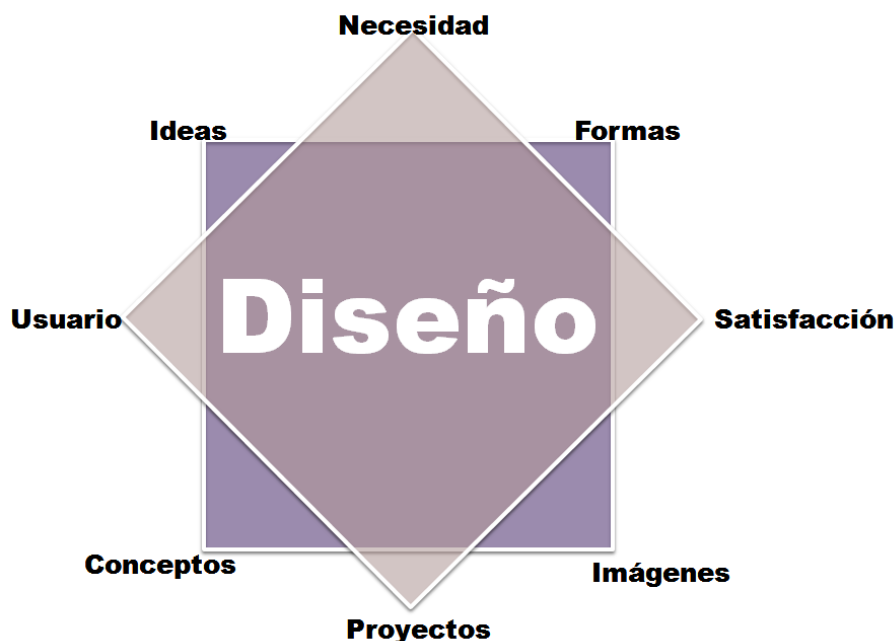 Necesidad
Ideas
Formas
Usuario
Diseño
Satisfacción
Conceptos
Imágenes
Proyectos